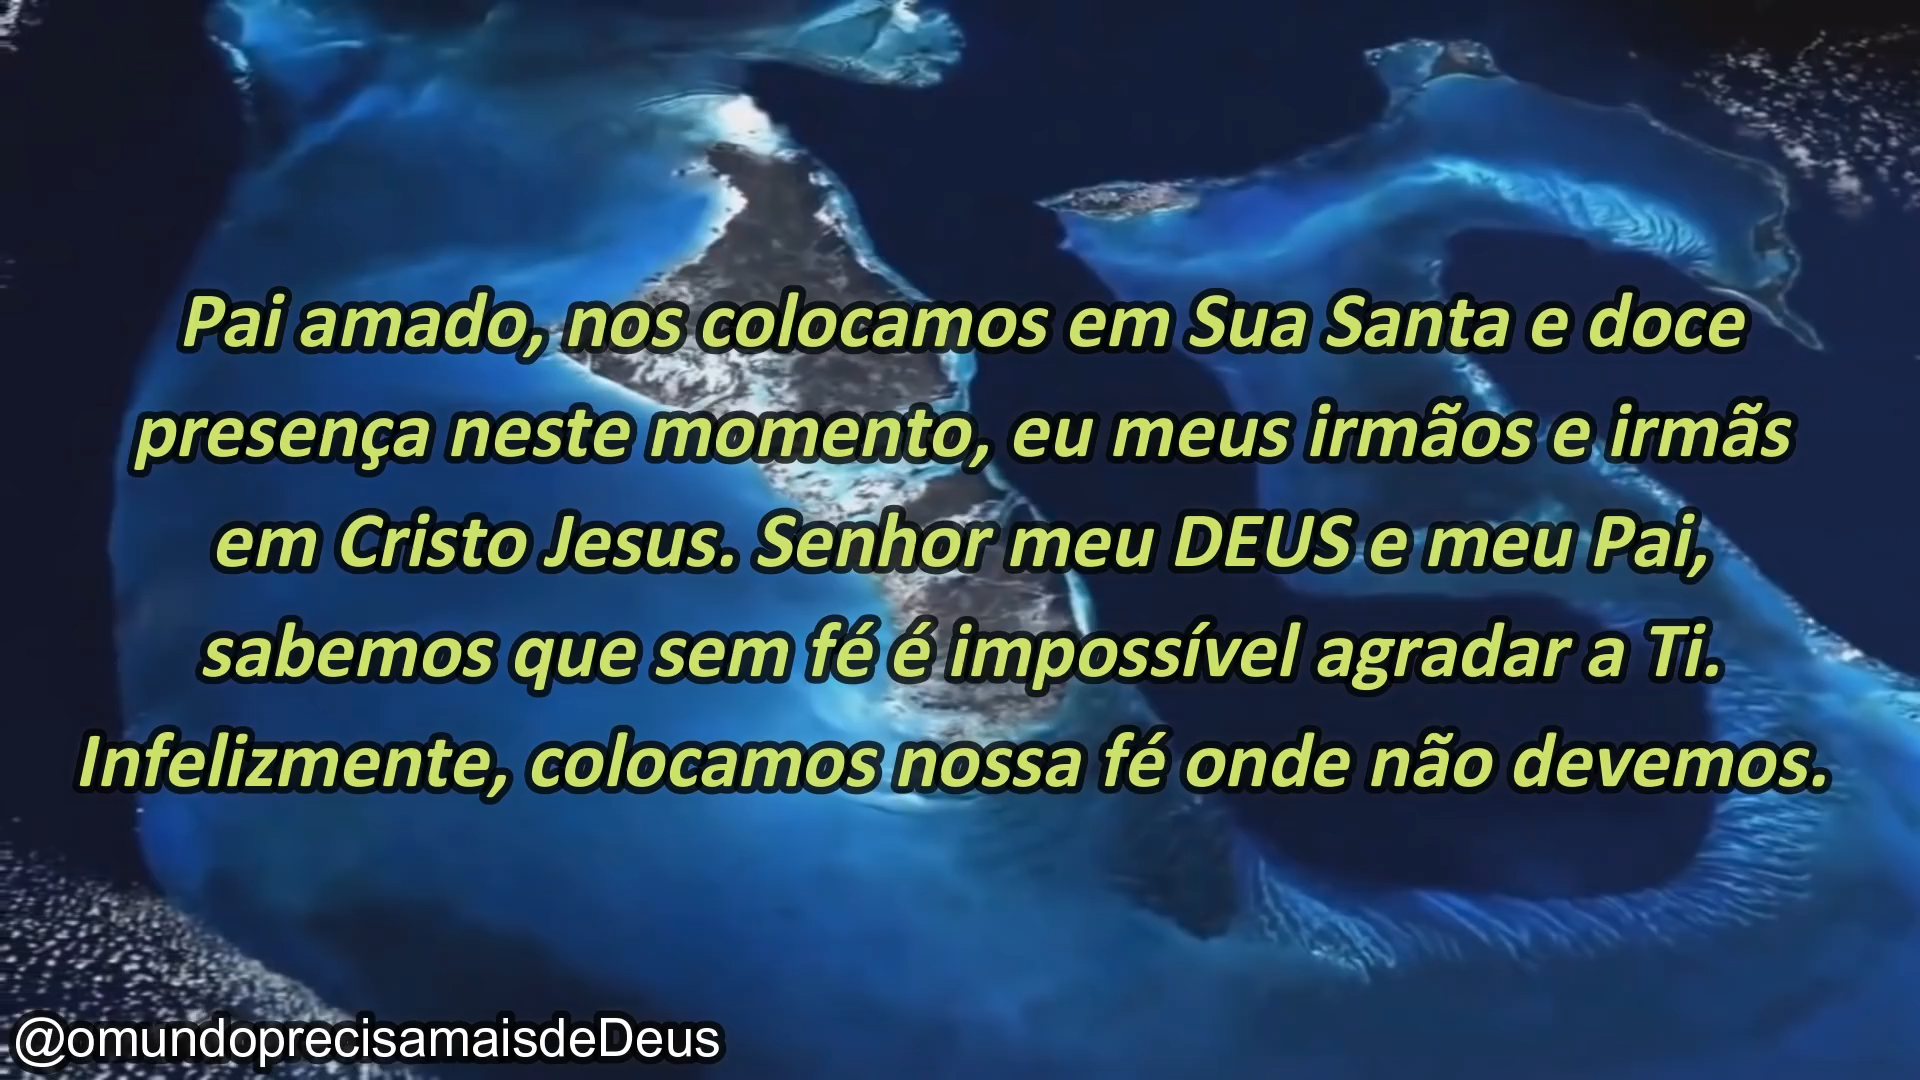 Pai amado, nos colocamos em Sua Santa e doce
presença neste momento, eu meus irmãos e irmãs
em Cristo Jesus. Senhor meu DEUS e meu Pai,
sabemos que sem fé é impossível agradar a Ti.
Infelizmente, colocamos nossa fé onde não devemos.
@omundoprecisamaisdeDeus